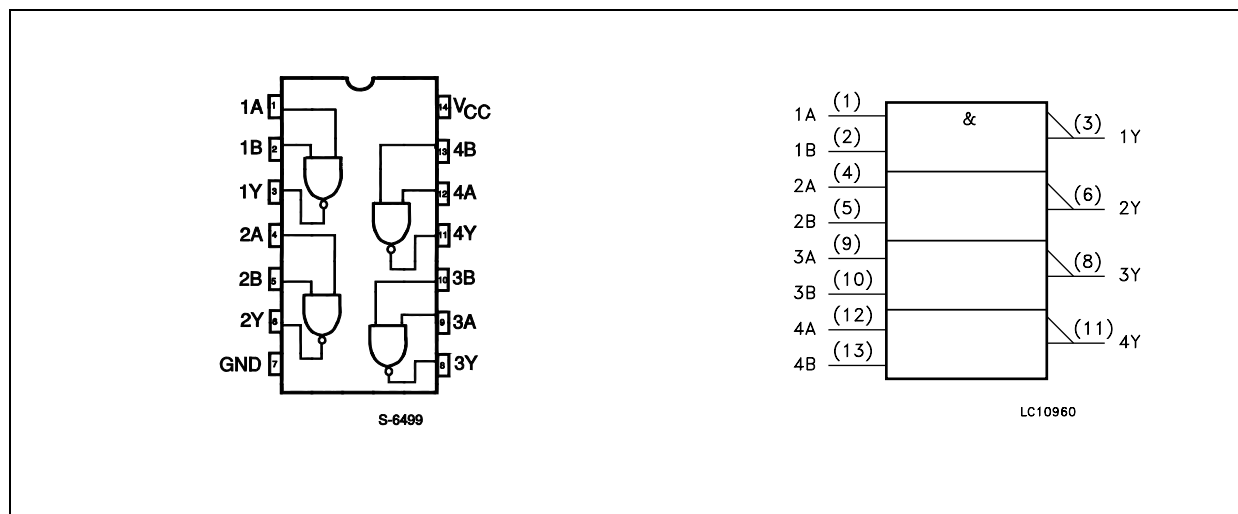 1A 1 14 VCC
1B 2 13 4B
1Y 3 12 4A
2A 4 11 4Y
2B 5 10 3B
2Y 6 9 3A
GND 7 8 3Y
S-6499
&
1A (1)
1B (2)
2A (4)
2B (5)
3A (9)
3B (10)
4A (12)
4B (13)
(3) 1Y
(6) 2Y
(8) 3Y
(11) 4Y
LC10960